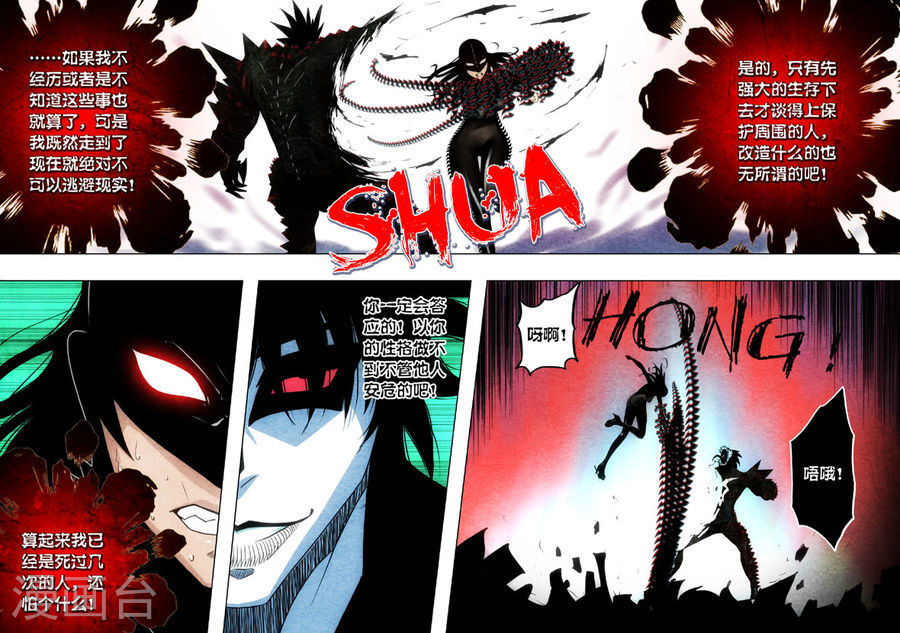 ……如果我不
经历或者是不
知道这些事也
就算了，可是
我既然走到了
现在就绝对不
可以逃避现实！
是的，只有先
强大的生存下
去才谈得上保
护周围的人，
改造什么的也
无所谓的吧！
SHUA
算起来我已
经是死过几
次的人，还
怕个什么！
你一定会答
应的！以你
的性格做不
到不管他人
安危的吧！
呀啊！
HONG!
唔哦！
漫画台